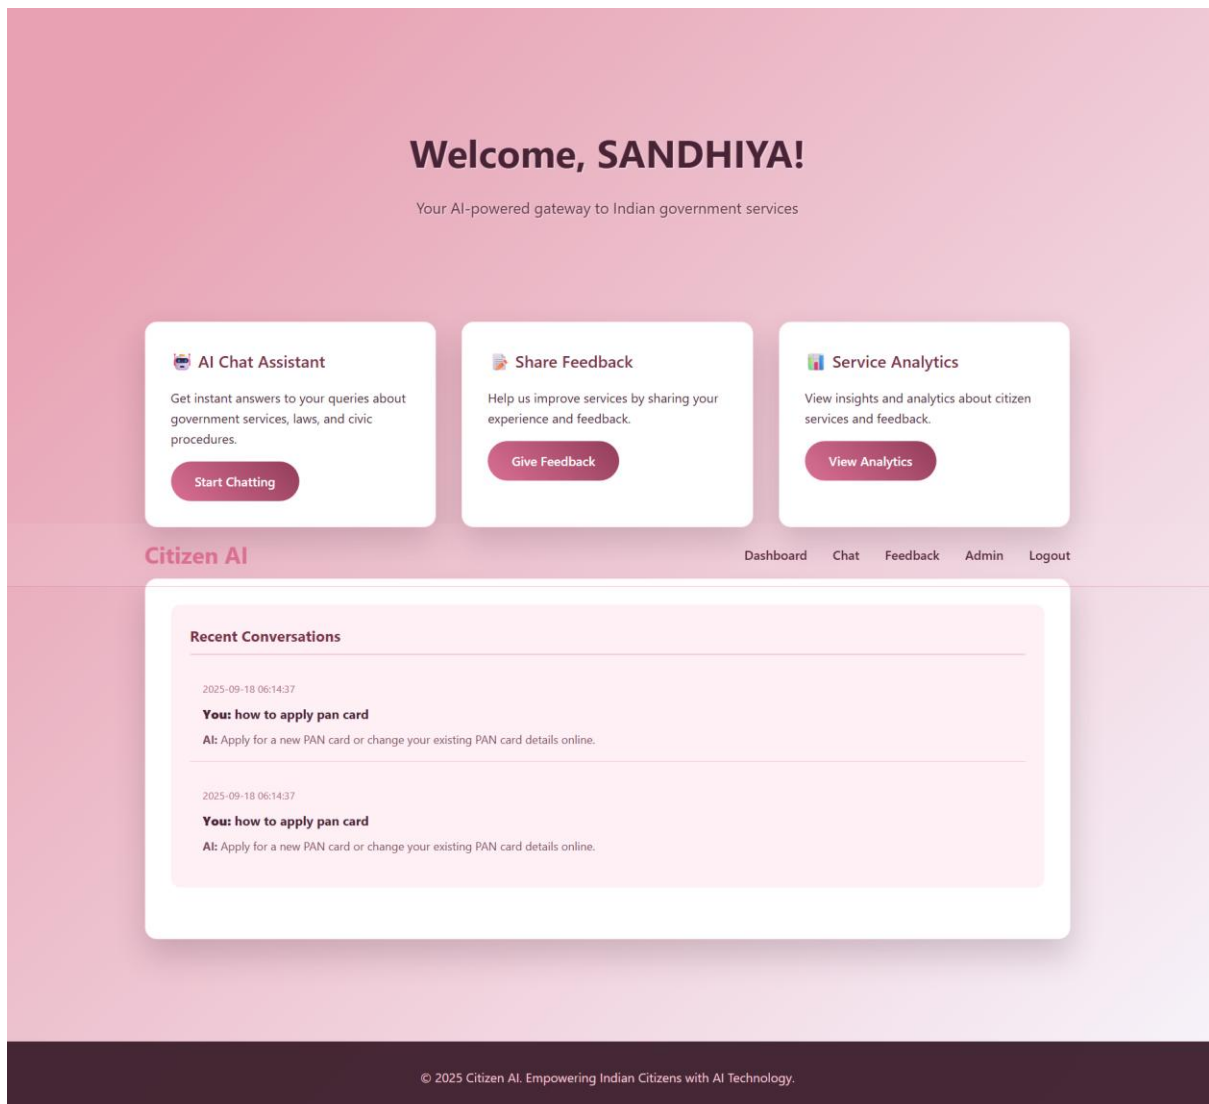 Welcome, SANDHIYA!
Your AI-powered gateway to Indian government services
AI Chat Assistant
Get instant answers to your queries about
government services, laws, and civic
procedures.
Start Chatting
Share Feedback
Help us improve services by sharing your
experience and feedback.
Give Feedback
Service Analytics
View insights and analytics about citizen
services and feedback.
View Analytics
Citizen AI
Dashboard Chat Feedback Admin Logout
Recent Conversations
2025-09-18 06:14:37
You: how to apply pan card
AI: Apply for a new PAN card or change your existing PAN card details online.
2025-09-18 06:14:37
You: how to apply pan card
AI: Apply for a new PAN card or change your existing PAN card details online.
© 2025 Citizen AI. Empowering Indian Citizens with AI Technology.